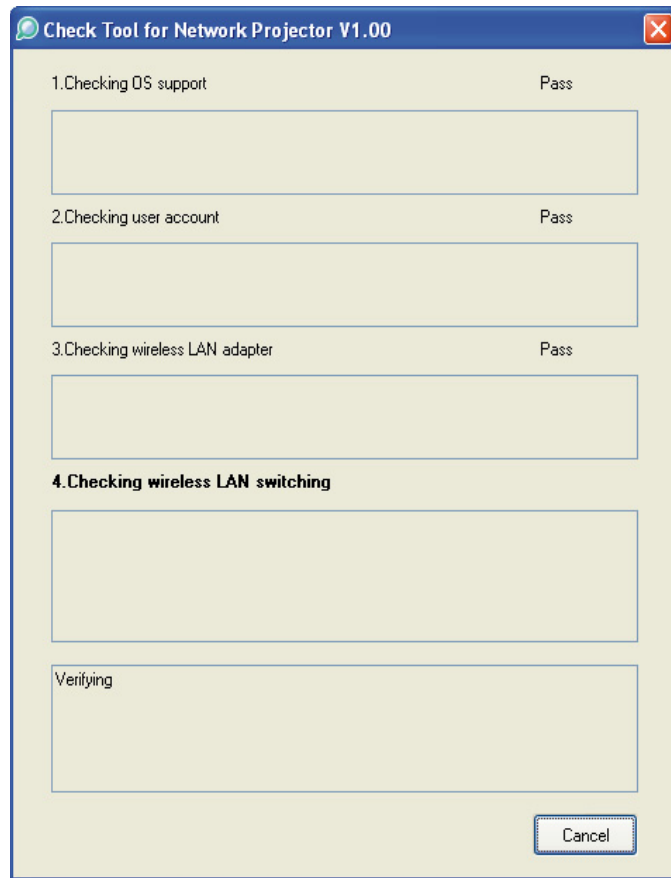 Check Tool for Network Projector V1.00
1.Checking OS support Pass
2.Checking user account Pass
3.Checking wireless LAN adapter Pass
4.Checking wireless LAN switching
Verifying
Cancel